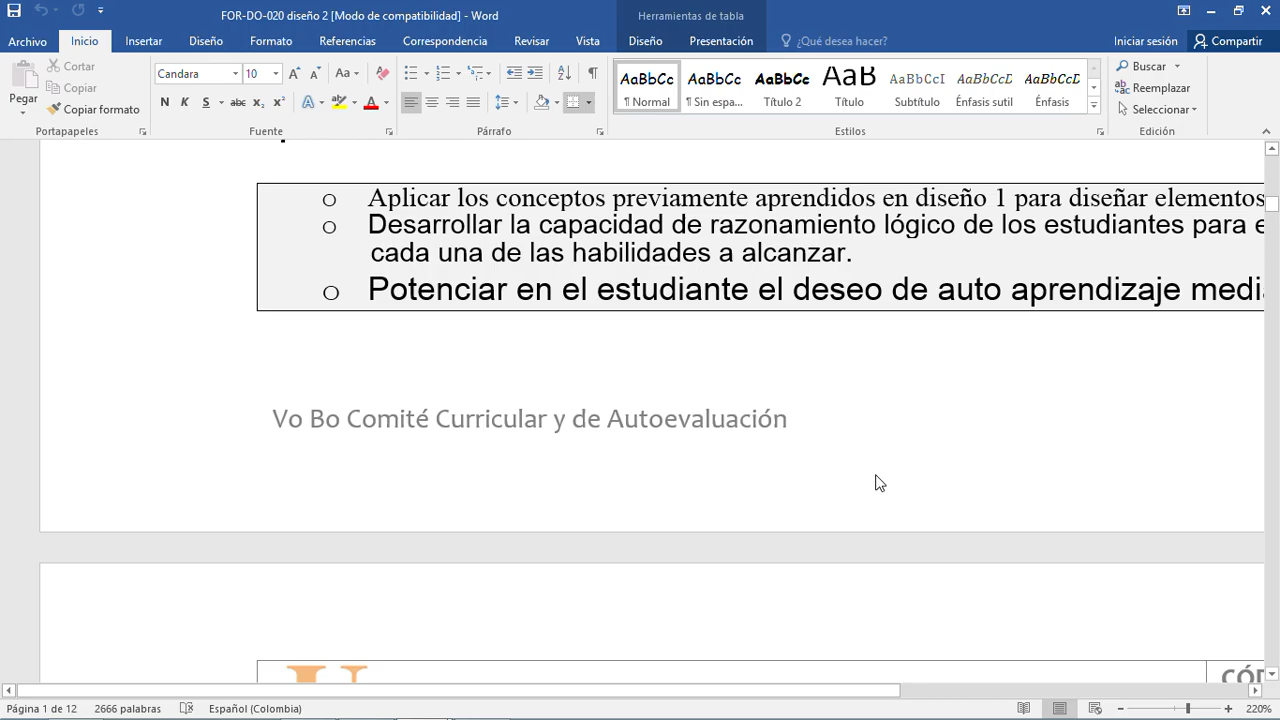 FOR-DO-020 diseño 2 [Modo de compatibilidad] - Word
Herramientas de tabla
Archivo Inicio Insertar Diseño Formato Referencias Correspondencia Revisar Vista Diseño Presentación ¿Qué desea hacer? Iniciar sesión Compartir
Pegar
Cortar
Copiar
Copiar formato
Portapapeles
Candara 10
Aa
N K S abc x₂ x²
Fuente
Párrafo
AaBbCc AaBbCc AaBbCc AaB AaBbCcI AaBbCcD AaBbCcD
¶ Normal ¶ Sin espa... Título 2 Título Subtítulo Énfasis sutil Énfasis
Estilos
Buscar
Reemplazar
Seleccionar
Edición
o Aplicar los conceptos previamente aprendidos en diseño 1 para diseñar elementos
o Desarrollar la capacidad de razonamiento lógico de los estudiantes para
cada una de las habilidades a alcanzar.
o Potenciar en el estudiante el deseo de auto aprendizaje
Vo Bo Comité Curricular y de Autoevaluación
Página 1 de 12 2666 palabras Español (Colombia) 220%